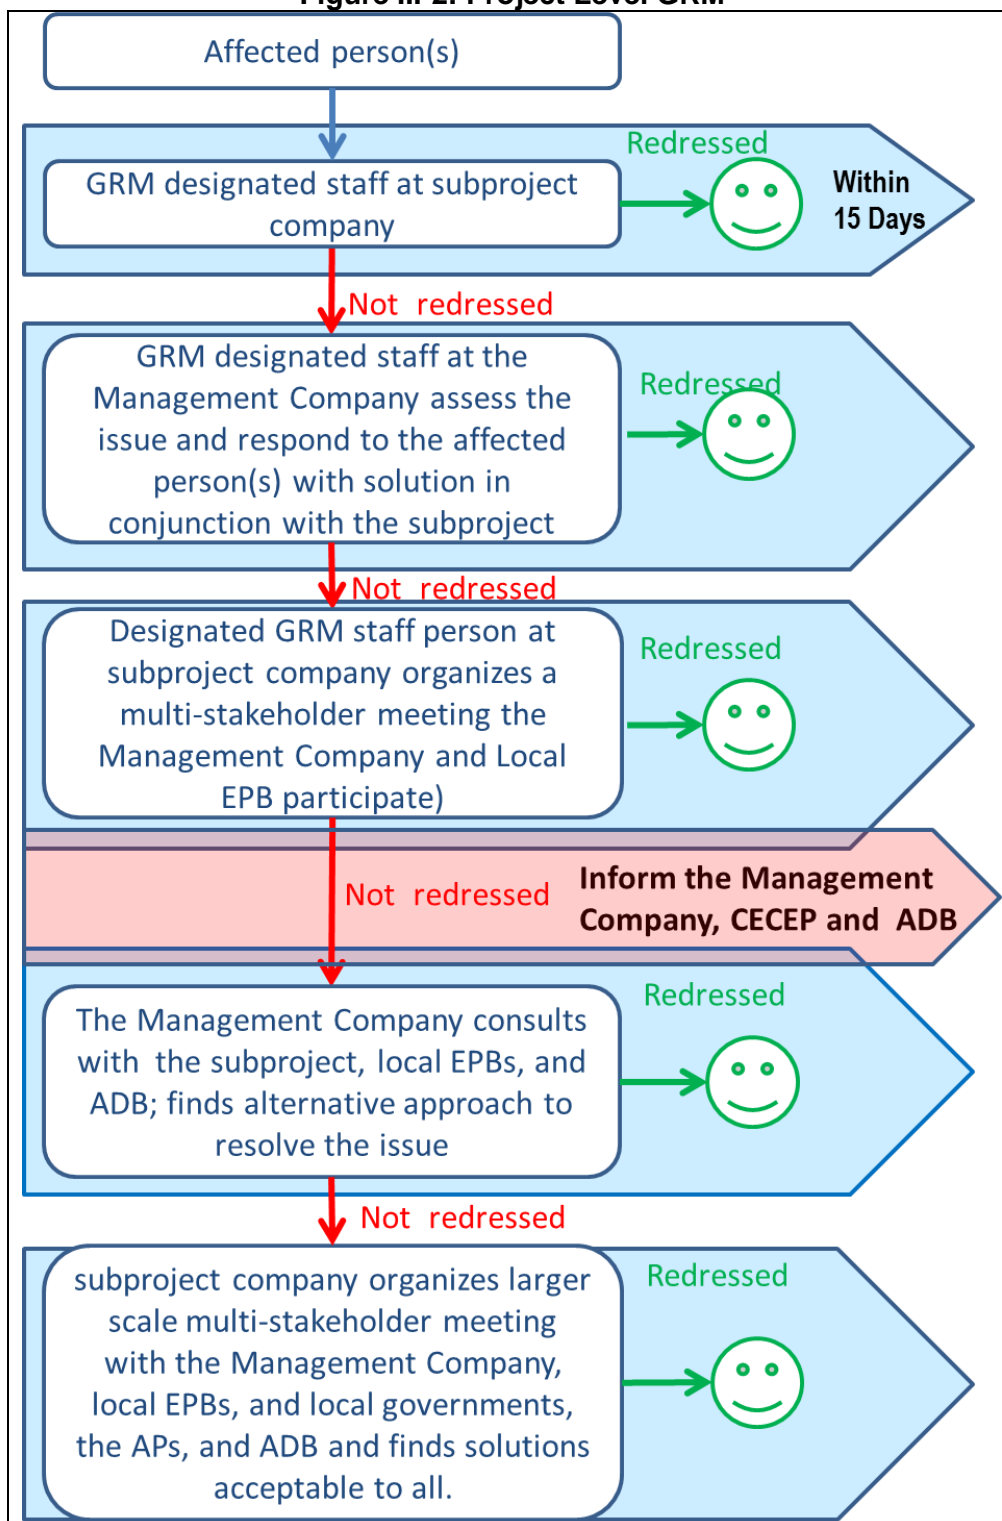 Figure III-2: Project Level GRM
Affected person(s)
Redressed
GRM designated staff at subproject
company
Within
15 Days
Not redressed
GRM designated staff at the
Management Company assess the
issue and respond to the affected
person(s) with solution in
conjunction with the subproject
Redressed
Not redressed
Designated GRM staff person at
subproject company organizes a
multi-stakeholder meeting the
Management Company and Local
EPB participate)
Redressed
Not redressed
Inform the Management
Company, CECEP and ADB
The Management Company consults
with the subproject, local EPBs, and
ADB; finds alternative approach to
resolve the issue
Redressed
Not redressed
subproject company organizes larger
scale multi-stakeholder meeting
with the Management Company,
local EPBs, and local governments,
the APs, and ADB and finds solutions
acceptable to all.
Redressed